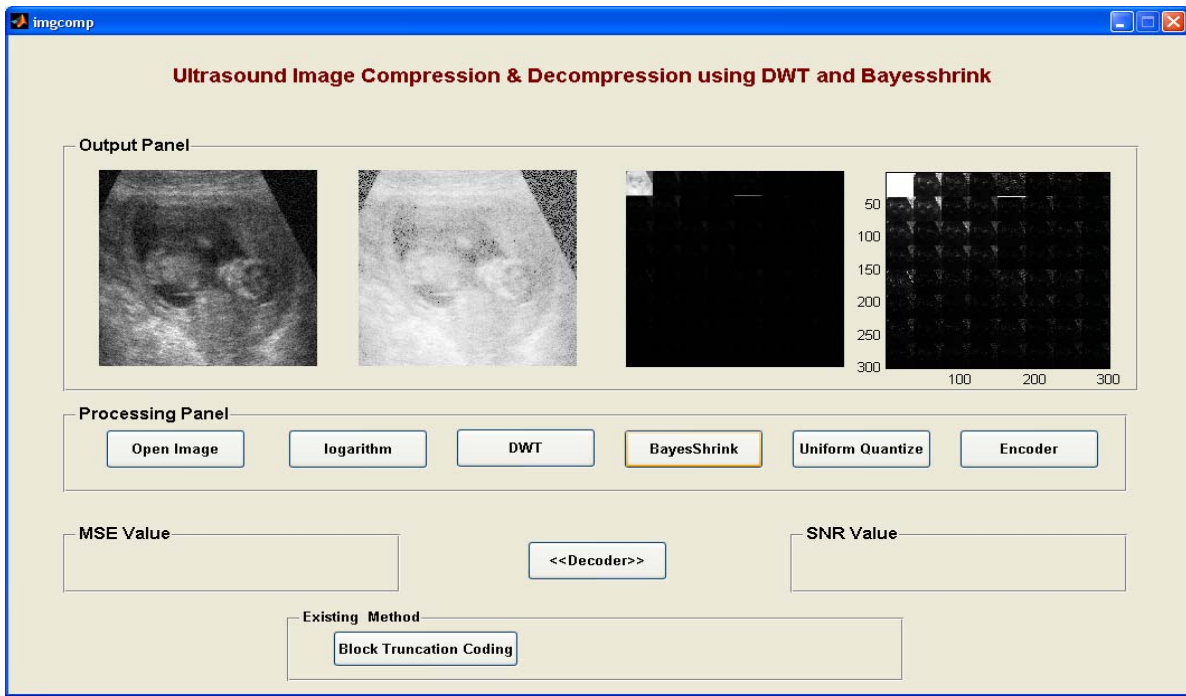 imgcomp
Ultrasound Image Compression & Decompression using DWT and Bayesshrink
Output Panel
50
100
150
200
250
300
100 200 300
Processing Panel
Open Image logarithm DWT BayesShrink Uniform Quantize Encoder
MSE Value
<<Decoder>>
SNR Value
Existing Method
Block Truncation Coding